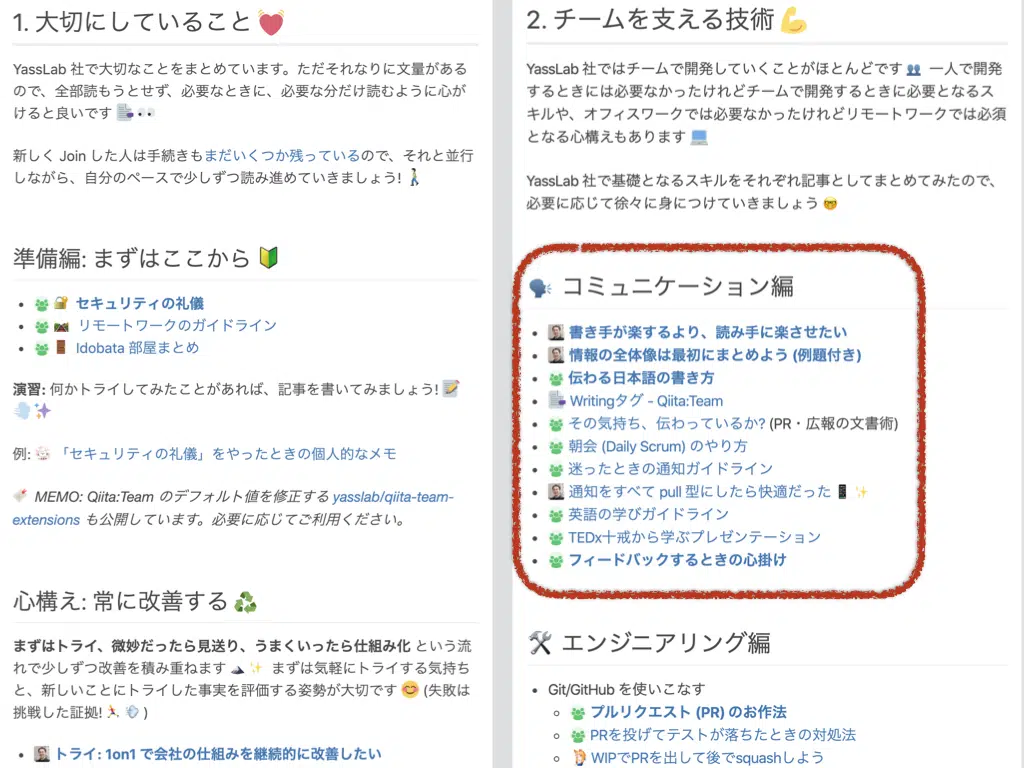 1. 大切にしていること💓
YassLab 社で大切なことをまとめています。ただそれなりに文量がある
ので、全部読もうとせず、必要なときに、必要な分だけ読むように心が
けると良いです
新しく Join した人は手続きもまだいくつか残っているので、それと並行
しながら、自分のペースで少しずつ読み進めていきましょう!
準備編: まずはここから🔰
セキュリティの礼儀
リモートワークのガイドライン
Idobata 部屋まとめ
演習: 何かトライしてみたことがあれば、記事を書いてみましょう!
例: 「セキュリティの礼儀」をやったときの個人的なメモ
MEMO: Qiita:Team のデフォルト値を修正する yasslab/qiita-team-
extensions も公開しています。必要に応じてご利用ください。
心構え: 常に改善する♻️
まずはトライ、微妙だったら見送り、うまくいったら仕組み化 という流
れで少しずつ改善を積み重ねます まずは気軽にトライする気持ち
と、新しいことにトライした事実を評価する姿勢が大切です (失敗は
挑戦した証拠! )
トライ: 1on1 で会社の仕組みを継続的に改善したい
2. チームを支える技術💪
YassLab 社ではチームで開発していくことがほとんどです 一人で開発
するときには必要なかったけれどチームで開発するときに必要となるス
キルや、オフィスワークでは必要なかったけれどリモートワークでは必須
となる心構えもあります
YassLab 社で基礎となるスキルをそれぞれ記事としてまとめてみたので、
必要に応じて徐々に身につけていきましょう
コミュニケーション編
書き手が楽するより、読み手に楽させたい
情報の全体像は最初にまとめよう (例題付き)
伝わる日本語の書き方
Writingタグ - Qiita:Team
その気持ち、伝わっているか? (PR・広報の文書術)
朝会 (Daily Scrum) のやり方
迷ったときの通知ガイドライン
通知をすべて pull 型にしたら快適だった
英語の学びガイドライン
TEDx十戒から学ぶプレゼンテーション
フィードバックするときの心掛け
エンジニアリング編
Git/GitHub を使いこなす
プルリクエスト (PR) のお作法
PRを投げてテストが落ちたときの対処法
WIPでPRを出して後でsquashしよう